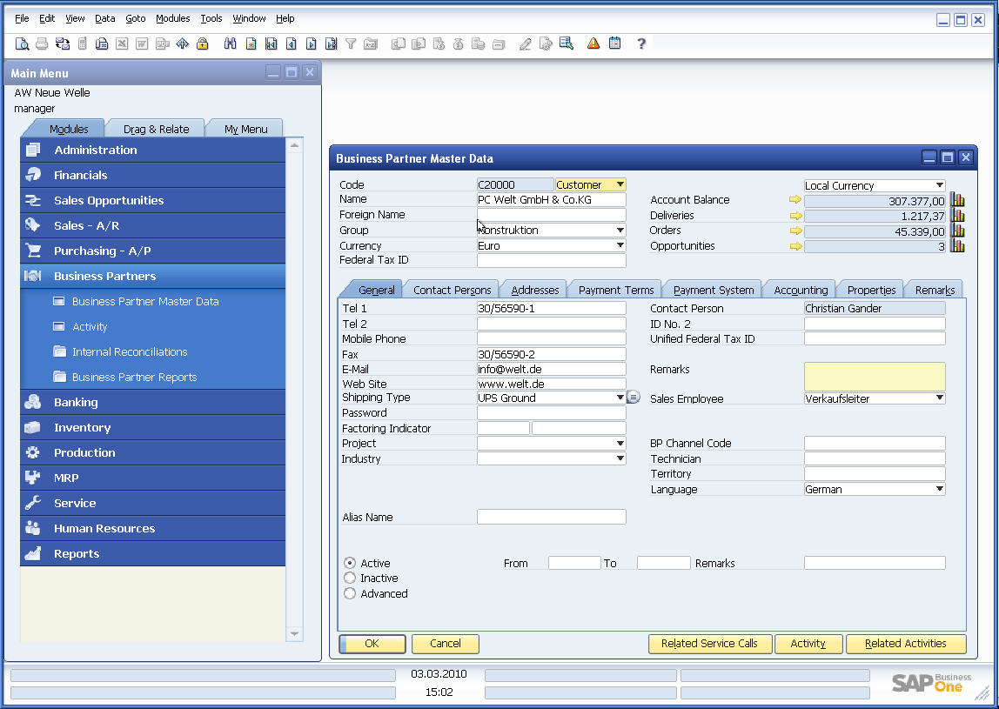 File Edit View Data Goto Modules Tools Window Help
Main Menu
AW Neue Welle
manager
Modules Drag & Relate My Menu
Administration
Financials
Sales Opportunities
Sales - A/R
Purchasing - A/P
Business Partners
Business Partner Master Data
Activity
Internal Reconciliations
Business Partner Reports
Banking
Inventory
Production
MRP
Service
Human Resources
Reports
Business Partner Master Data
Code C20000 Customer Local Currency
Name PC Welt GmbH & Co.KG Account Balance 307.377,00
Foreign Name Deliveries 1.217,37
Group Konstruktion Orders 45.339,00
Currency Euro Opportunities 3
Federal Tax ID
General Contact Persons Addresses Payment Terms Payment System Accounting Properties Remarks
Tel 1 30/56590-1 Contact Person Christian Gander
Tel 2 ID No. 2
Mobile Phone Unified Federal Tax ID
Fax 30/56590-2
E-Mail info@welt.de Remarks
Web Site www.welt.de
Shipping Type UPS Ground Sales Employee Verkaufsleiter
Password
Factoring Indicator
Project BP Channel Code
Industry Technician
Territory
Language German
Alias Name
Active From To Remarks
Inactive
Advanced
OK Cancel Related Service Calls Activity Related Activities
03.03.2010
15:02
SAP Business One